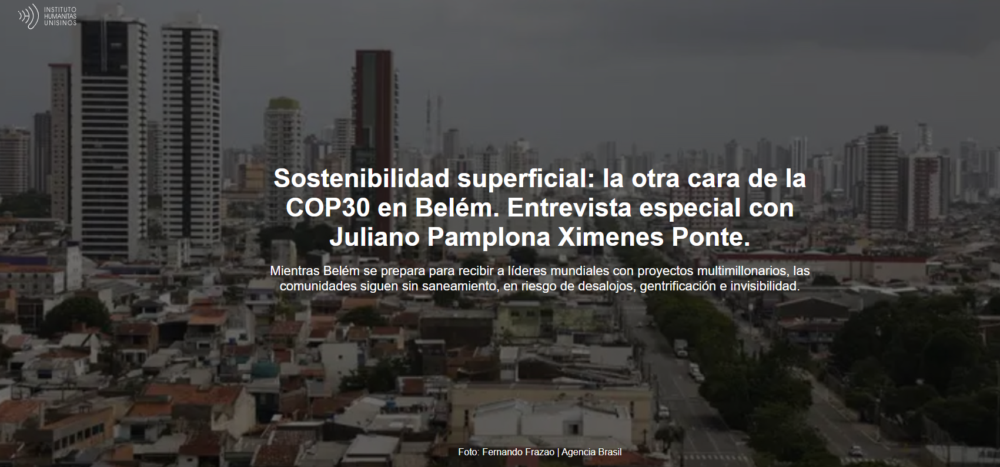 INSTITUTO
HUMANITAS
UNISINOS
Sostenibilidad superficial: la otra cara de la
COP30 en Belém. Entrevista especial con
Juliano Pamplona Ximenes Ponte.
Mientras Belém se prepara para recibir a líderes mundiales con proyectos multimillonarios, las
comunidades siguen sin saneamiento, en riesgo de desalojos, gentrificación e invisibilidad.
Foto: Fernando Frazao | Agencia Brasil